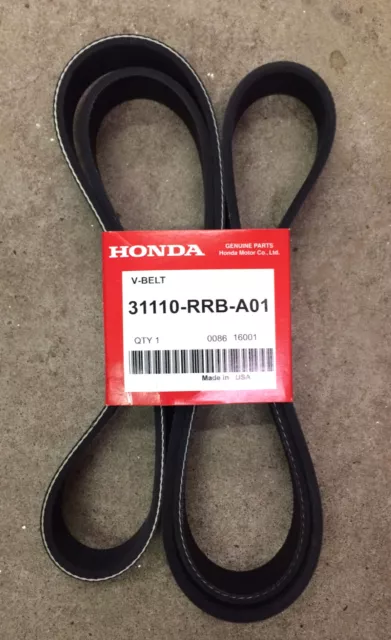 HONDA
GENUINE PARTS
Honda Motor Co., Ltd.
V-BELT
31110-RRB-A01
QTY 1 0086 16001
Made in USA